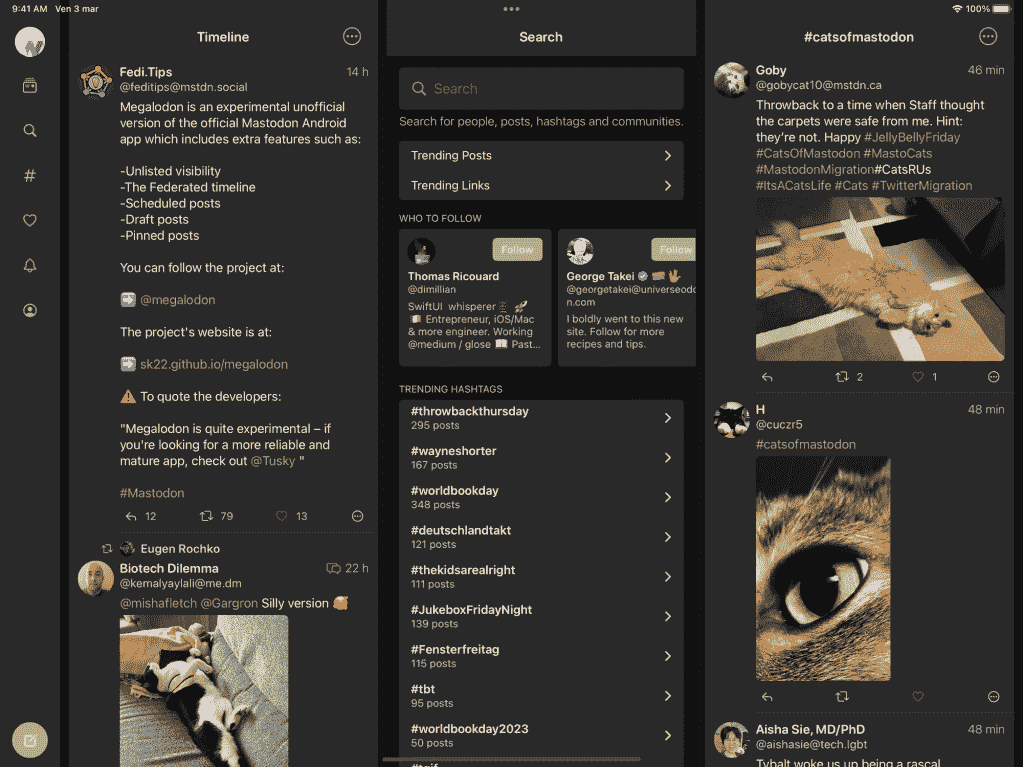 9:41 AM Ven 3 mar
100%
Timeline
Fedi.Tips
14 h
@feditips@mstdn.social
Megalodon is an experimental unofficial
version of the official Mastodon Android
app which includes extra features such as:
-Unlisted visibility
-The Federated timeline
-Scheduled posts
-Draft posts
-Pinned posts
You can follow the project at:
@megalodon
The project's website is at:
sk22.github.io/megalodon
To quote the developers:
"Megalodon is quite experimental – if
you're looking for a more reliable and
mature app, check out @Tusky "
#Mastodon
12 79 13
Eugen Rochko
Biotech Dilemma
22 h
@kemalyaylali@me.dm
@mishafletch @Gargron Silly version
Search
Search
Search for people, posts, hashtags and communities.
Trending Posts
Trending Links
WHO TO FOLLOW
Follow
Thomas Ricouard
@dimillian
SwiftUI whisperer
Entrepreneur, iOS/Mac
& more engineer. Working
@medium / glose Past...
Follow
George Takei
@georgetakei@universeod
n.com
I boldly went to this new
site. Follow for more
recipes and tips.
TRENDING HASHTAGS
#throwbackthursday
295 posts
#wayneshorter
167 posts
#worldbookday
348 posts
#deutschlandtakt
121 posts
#thekidsarealright
111 posts
#JukeboxFridayNight
139 posts
#Fensterfreitag
115 posts
#tbt
95 posts
#worldbookday2023
50 posts
#catsofmastodon
Goby
46 min
@gobycat10@mstdn.ca
Throwback to a time when Staff thought
the carpets were safe from me. Hint:
they're not. Happy #JellyBellyFriday
#CatsOfMastodon #MastoCats
#MastodonMigration#CatsRUs
#ItsACatsLife #Cats #TwitterMigration
2 1
H
48 min
@cuczr5
#catsofmastodon
Aisha Sie, MD/PhD
48 min
@aishasie@tech.lgbt
Tybalt woke us up being a rascal